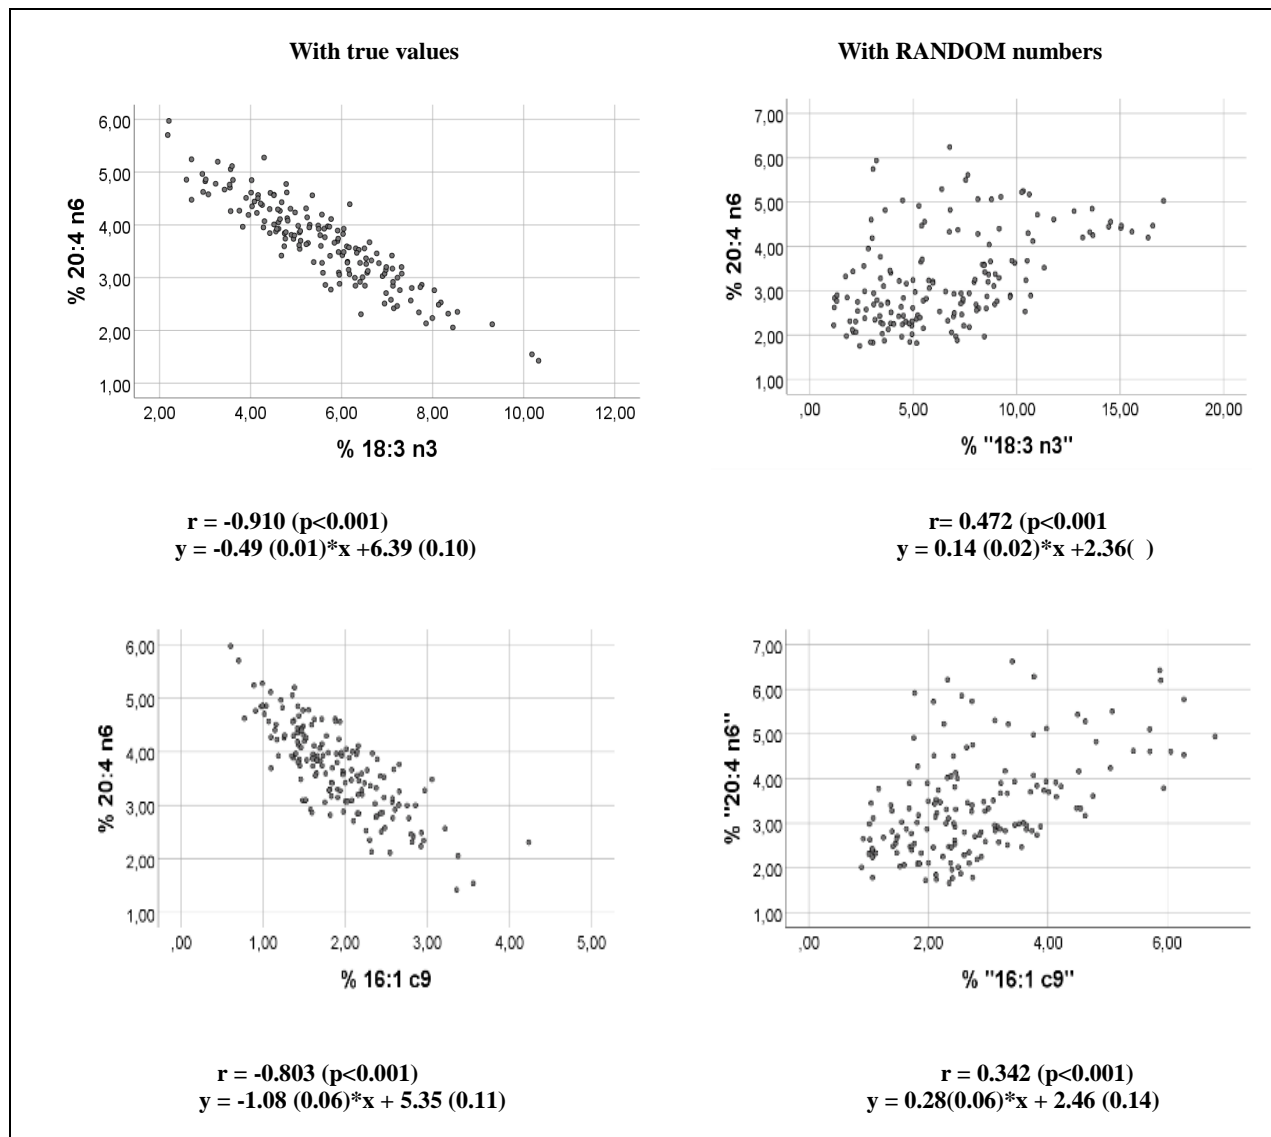 With true values
With RANDOM numbers
6,00
5,00
4,00
3,00
2,00
1,00
% 20:4 n6
2,00 4,00 6,00 8,00 10,00 12,00
% 18:3 n3
7,00
6,00
5,00
4,00
3,00
2,00
1,00
% 20:4 n6
,00 5,00 10,00 15,00 20,00
% "18:3 n3"
r = -0.910 (p<0.001)
y = -0.49 (0.01)*x +6.39 (0.10)
r= 0.472 (p<0.001
y = 0.14 (0.02)*x +2.36( )
6,00
5,00
4,00
3,00
2,00
1,00
% 20:4 n6
,00 1,00 2,00 3,00 4,00 5,00
% 16:1 c9
7,00
6,00
5,00
4,00
3,00
2,00
1,00
% "20:4 n6"
,00 2,00 4,00 6,00
% "16:1 c9"
r = -0.803 (p<0.001)
y = -1.08 (0.06)*x + 5.35 (0.11)
r = 0.342 (p<0.001)
y = 0.28(0.06)*x + 2.46 (0.14)